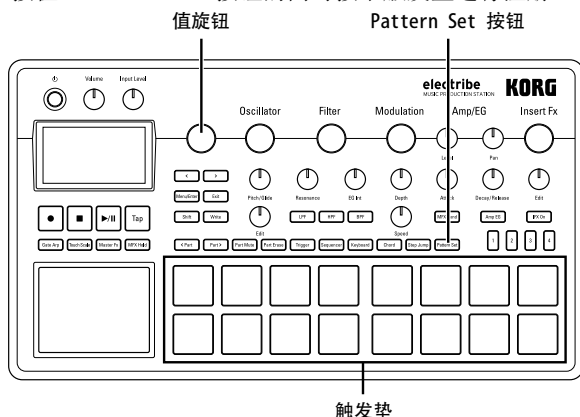 值旋钮 Pattern Set 按钮
electribe
MUSIC PRODUCTION STATION
KORG
Volume Input Level
Oscillator Filter Modulation Amp/EG Insert Fx
Level Pan
< >
Menu/Enter Exit
Pitch/Glide Resonance EG Int Depth Attack Decay/Release Edit
Shift Write
LPF HPF BPF
MFX Send Amp EG IFX On
Tap
Edit Speed
Gate Arp Touch Scale Master Fx MFX Hold
< Part Part > Part Mute Part Erase Trigger Sequencer Keyboard Chord Step Jump Pattern Set
1 2 3 4
触发垫